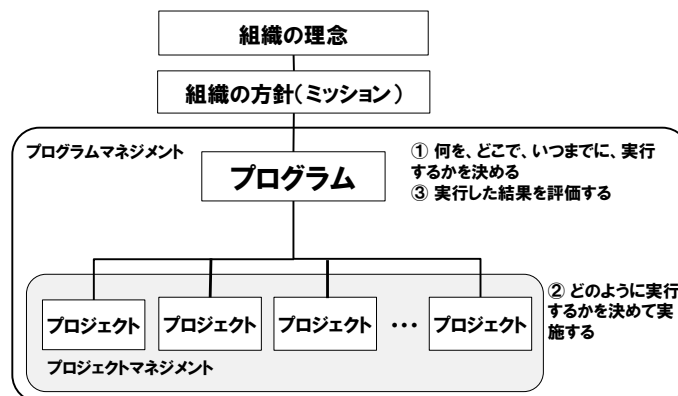 組織の理念
組織の方針(ミッション)
プログラムマネジメント
プログラム
① 何を、どこで、いつまでに、実行
するかを決める
③ 実行した結果を評価する
② どのように実行
するかを決めて実
施する
プロジェクト
プロジェクト
プロジェクト
・・・
プロジェクト
プロジェクトマネジメント